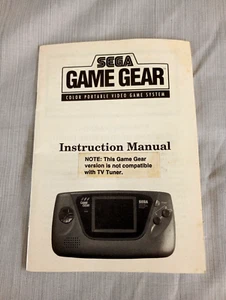 SEGA
GAME GEAR
COLOR PORTABLE VIDEO GAME SYSTEM
Instruction Manual
NOTE: This Game Gear
version is not compatible
with TV Tuner.
SEGA